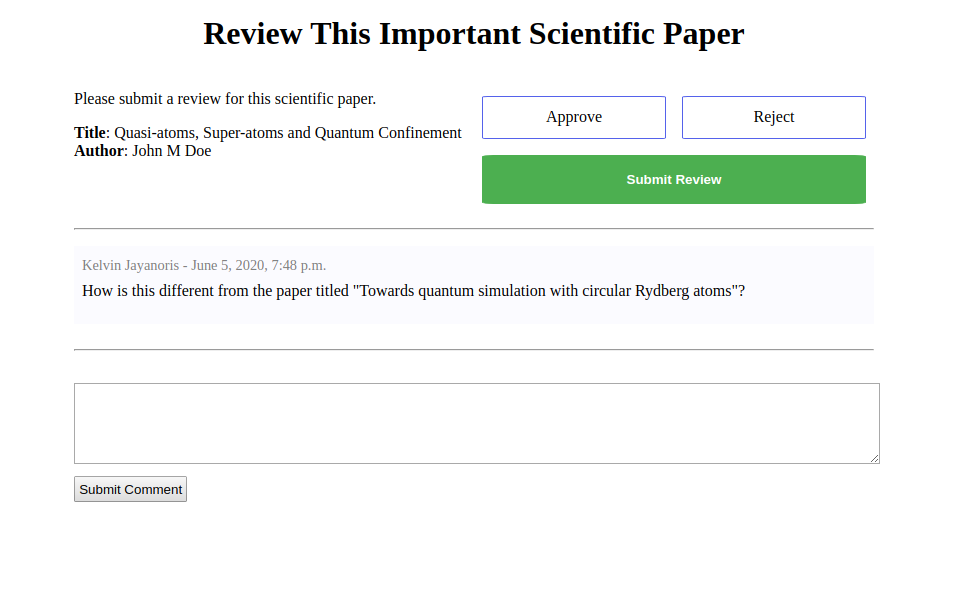 Review This Important Scientific Paper
Please submit a review for this scientific paper.
Title: Quasi-atoms, Super-atoms and Quantum Confinement
Author: John M Doe
Approve
Reject
Submit Review
Kelvin Jayanoris - June 5, 2020, 7:48 p.m.
How is this different from the paper titled "Towards quantum simulation with circular Rydberg atoms"?
Submit Comment